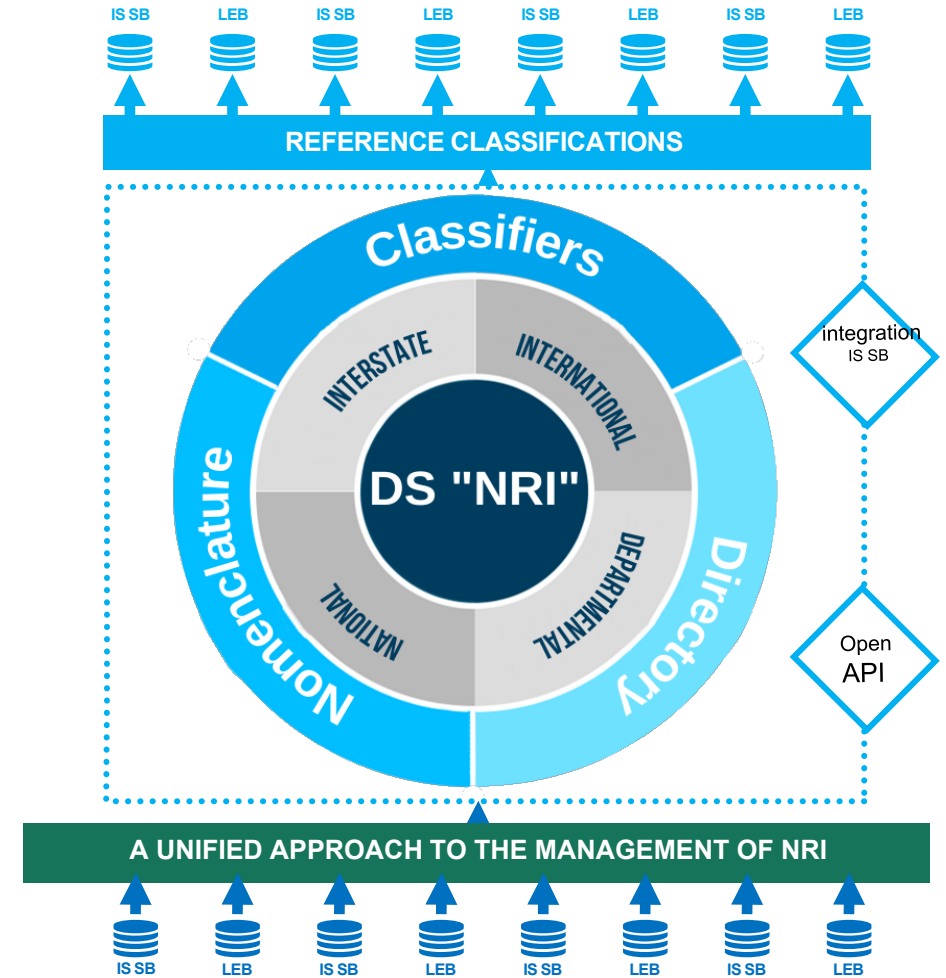 IS SB LEB IS SB LEB IS SB LEB IS SB LEB
REFERENCE CLASSIFICATIONS
Classifiers
INTERSTATE
INTERNATIONAL
integration
IS SB
Nomenclature
DS "NRI"
Directory
NATIONAL
DEPARTMENTAL
Open
API
A UNIFIED APPROACH TO THE MANAGEMENT OF NRI
IS SB LEB IS SB LEB IS SB LEB IS SB LEB